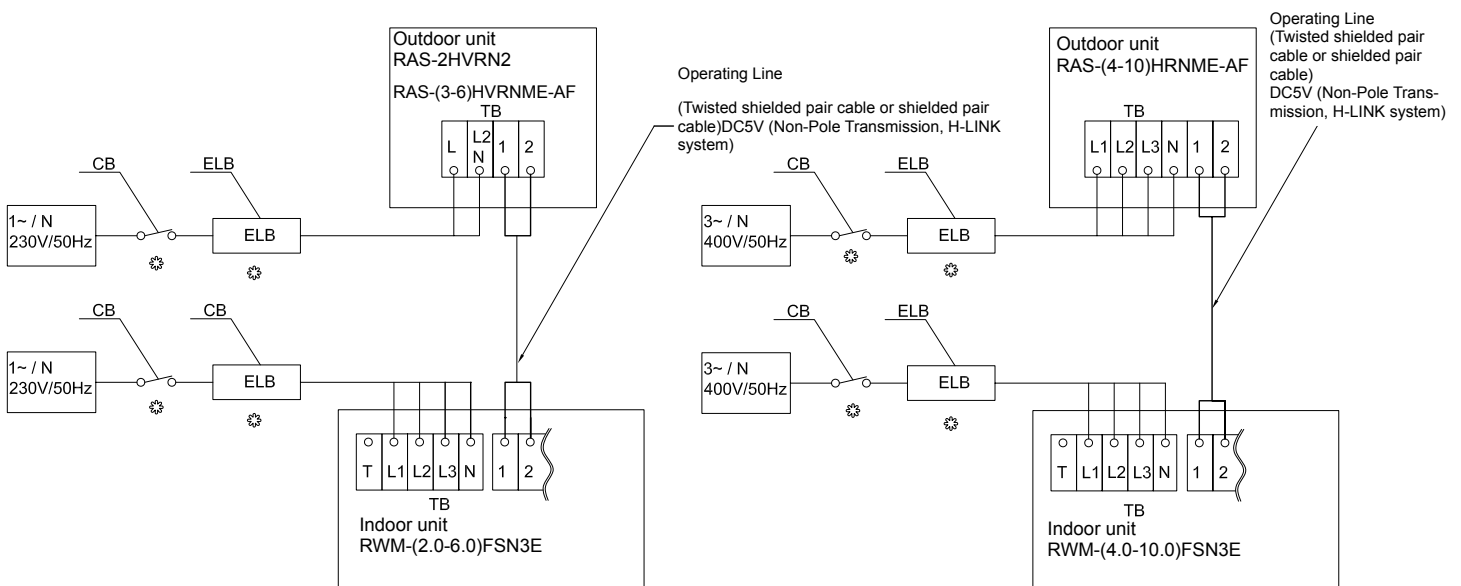 Outdoor unit
RAS-2HVRN2
RAS-(3-6)HVRNME-AF
TB
L
L2
N
1
2
Operating Line
(Twisted shielded pair cable or shielded pair
cable)DC5V (Non-Pole Transmission, H-LINK
system)
CB
ELB
1~ / N
230V/50Hz
ELB
CB
CB
1~ / N
230V/50Hz
ELB
T L1 L2 L3 N 1 2
TB
Indoor unit
RWM-(2.0-6.0)FSN3E
Outdoor unit
RAS-(4-10)HRNME-AF
TB
L1 L2 L3 N 1 2
Operating Line
(Twisted shielded pair
cable or shielded pair
cable)
DC5V (Non-Pole Trans-
mission, H-LINK system)
CB
ELB
3~ / N
400V/50Hz
ELB
CB
ELB
3~ / N
400V/50Hz
ELB
T L1 L2 L3 N 1 2
TB
Indoor unit
RWM-(4.0-10.0)FSN3E